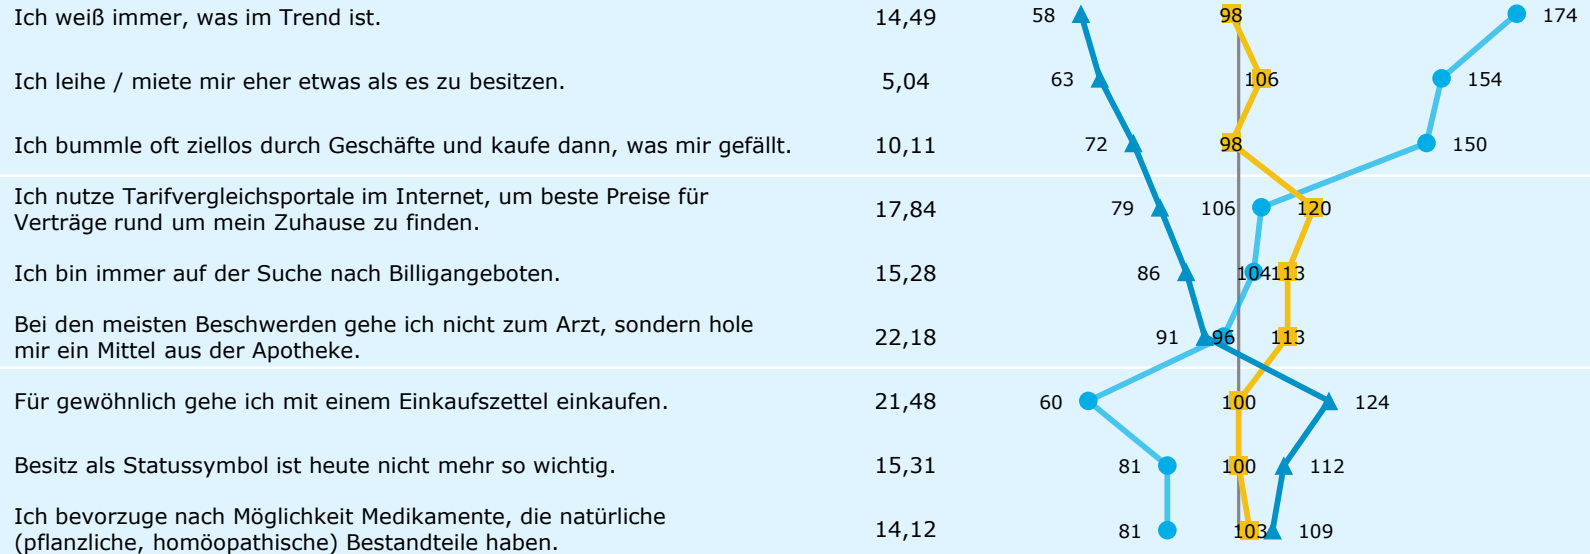 Ich weiß immer, was im Trend ist. 14,49 58 98 174
Ich leihe / miete mir eher etwas als es zu besitzen. 5,04 63 106 154
Ich bummle oft ziellos durch Geschäfte und kaufe dann, was mir gefällt. 10,11 72 98 150
Ich nutze Tarifvergleichsportale im Internet, um beste Preise für
Verträge rund um mein Zuhause zu finden. 17,84 79 106 120
Ich bin immer auf der Suche nach Billigangeboten. 15,28 86 104 113
Bei den meisten Beschwerden gehe ich nicht zum Arzt, sondern hole
mir ein Mittel aus der Apotheke. 22,18 91 96 113
Für gewöhnlich gehe ich mit einem Einkaufszettel einkaufen. 21,48 60 100 124
Besitz als Statussymbol ist heute nicht mehr so wichtig. 15,31 81 100 112
Ich bevorzuge nach Möglichkeit Medikamente, die natürliche
(pflanzliche, homöopathische) Bestandteile haben. 14,12 81 103 109